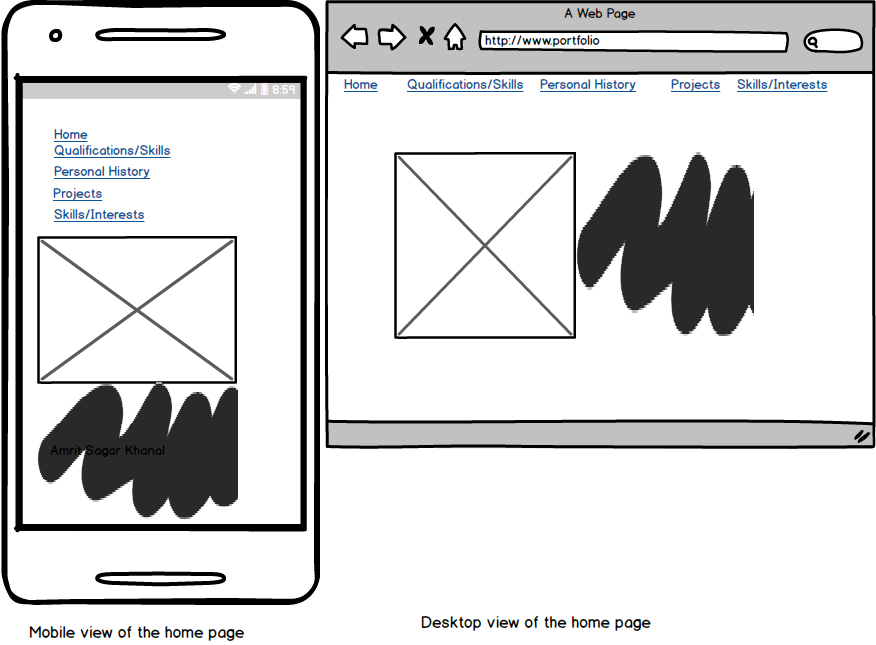 8:59
Home
Qualifications/Skills
Personal History
Projects
Skills/Interests
Amrit Sagar Khanal
Mobile view of the home page
A Web Page
http://www.portfolio
Home Qualifications/Skills Personal History Projects Skills/Interests
Desktop view of the home page